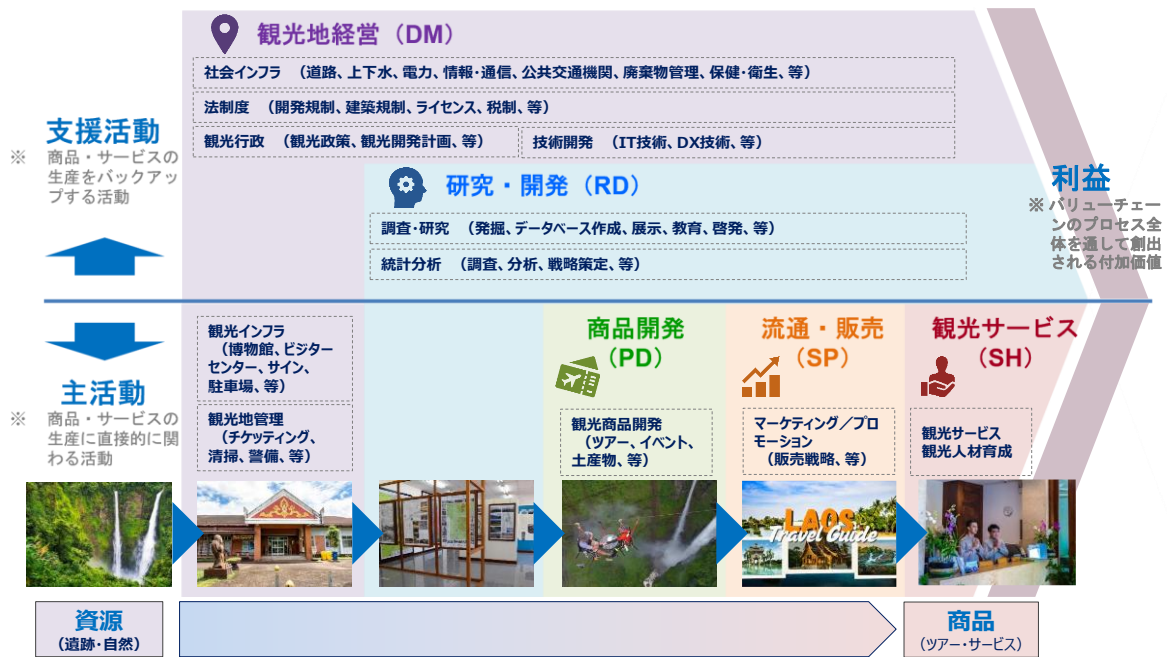 観光地経営（DM）
社会インフラ　（道路、上下水、電力、情報・通信、公共交通機関、廃棄物管理、保健・衛生、等）
法制度　（開発規制、建築規制、ライセンス、税制、等）
観光行政　（観光政策、観光開発計画、等）
技術開発　（IT技術、DX技術、等）
支援活動
※　商品・サービスの
生産をバックアッ
プする活動
研究・開発（RD）
調査・研究　（発掘、データベース作成、展示、教育、啓発、等）
統計分析　（調査、分析、戦略策定、等）
利益
※ バリューチェー
ンのプロセス全
体を通して創出
される付加価値
主活動
※　商品・サービスの
生産に直接的に関
わる活動
観光インフラ
（博物館、ビジター
センター、サイン、
駐車場、等）
観光地管理
（チケッティング、
清掃、警備、等）
商品開発
（PD）
観光商品開発
（ツアー、イベント、
土産物、等）
流通・販売
（SP）
マーケティング／プロ
モーション
（販売戦略、等）
観光サービス
（SH）
観光サービス
観光人材育成
LAOS
Travel Guide
資源
（遺跡・自然）
商品
（ツアー・サービス）